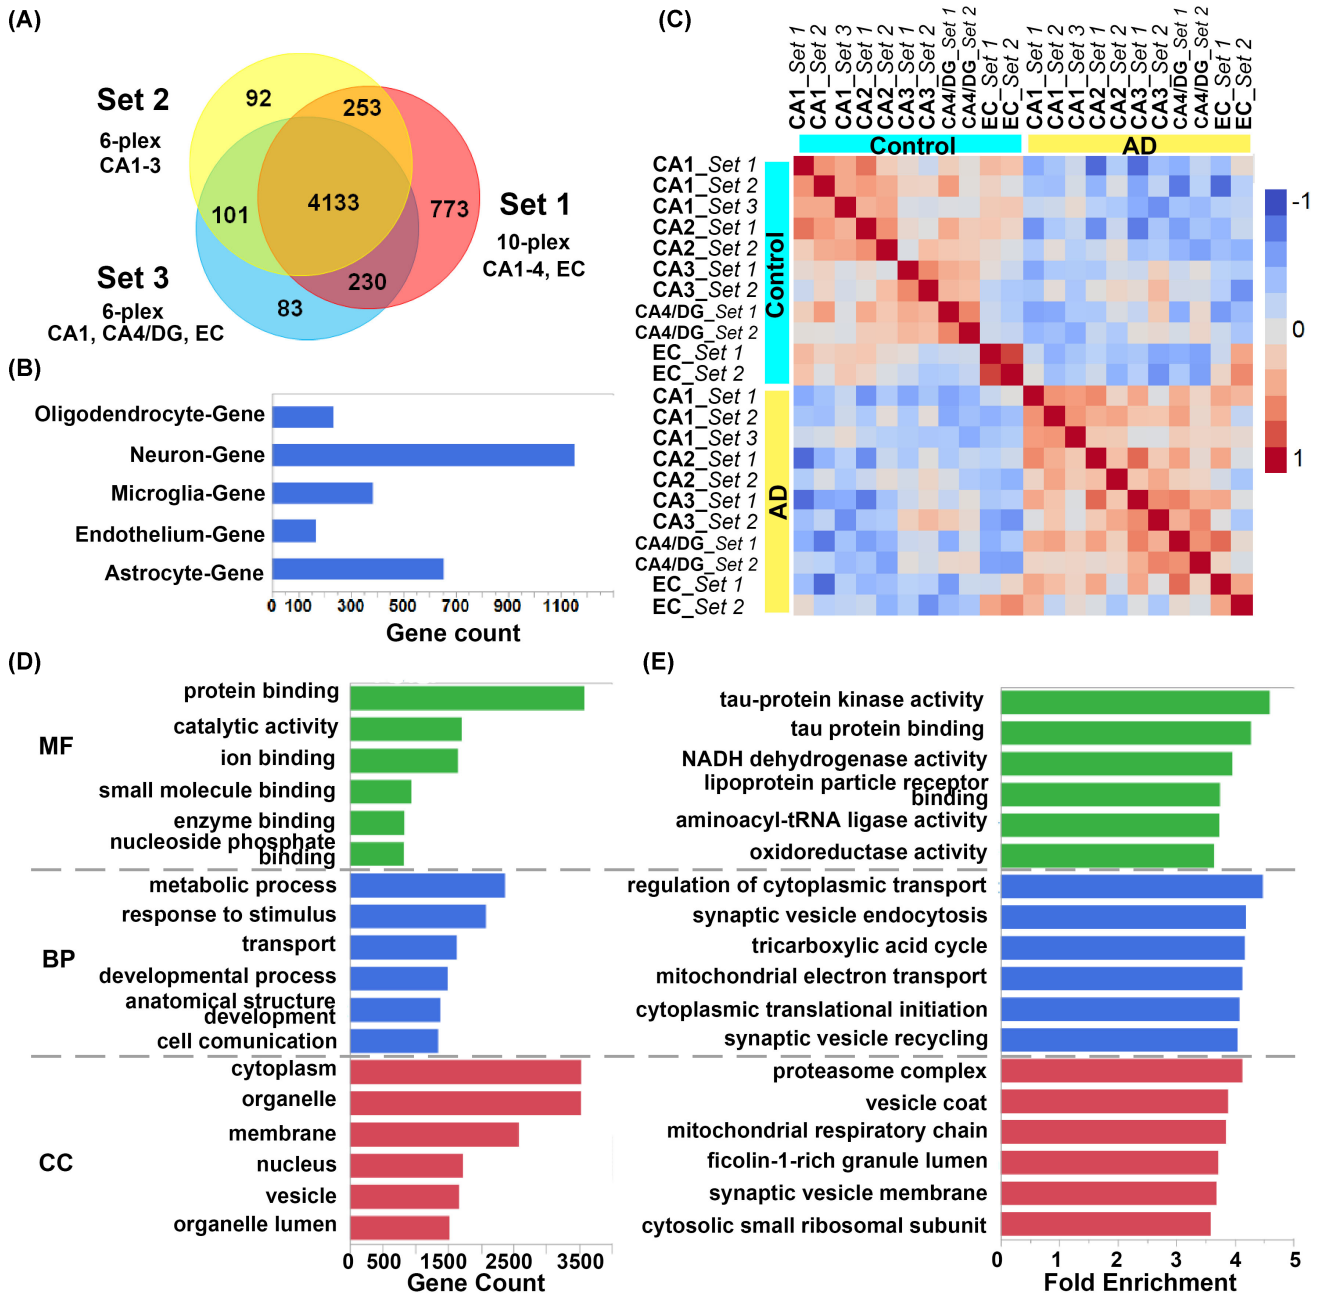 (A)
Set 2
6-plex
CA1-3
92
253
101
4133
773
230
83
Set 1
10-plex
CA1-4, EC
Set 3
6-plex
CA1, CA4/DG, EC
(B)
Oligodendrocyte-Gene
Neuron-Gene
Microglia-Gene
Endothelium-Gene
Astrocyte-Gene
0 100 300 500 700 900 1100
Gene count
(C)
CA1_Set 1
CA1_Set 2
CA1_Set 3
CA2_Set 1
CA2_Set 2
CA3_Set 1
CA3_Set 2
CA4/DG_Set 1
CA4/DG_Set 2
EC_Set 1
EC_Set 2
CA1_Set 1
CA1_Set 2
CA1_Set 3
CA2_Set 1
CA2_Set 2
CA3_Set 1
CA3_Set 2
CA4/DG_Set 1
CA4/DG_Set 2
EC_Set 1
EC_Set 2
Control
AD
Control
AD
CA1_Set 1
CA1_Set 2
CA1_Set 3
CA2_Set 1
CA2_Set 2
CA3_Set 1
CA3_Set 2
CA4/DG_Set 1
CA4/DG_Set 2
EC_Set 1
EC_Set 2
CA1_Set 1
CA1_Set 2
CA1_Set 3
CA2_Set 1
CA2_Set 2
CA3_Set 1
CA3_Set 2
CA4/DG_Set 1
CA4/DG_Set 2
EC_Set 1
EC_Set 2
-1
0
1
(D)
MF
protein binding
catalytic activity
ion binding
small molecule binding
enzyme binding
nucleoside phosphate
binding
BP
metabolic process
response to stimulus
transport
developmental process
anatomical structure
development
cell comunication
CC
cytoplasm
organelle
membrane
nucleus
vesicle
organelle lumen
0 500 1500 2500 3500
Gene Count
(E)
tau-protein kinase activity
tau protein binding
NADH dehydrogenase activity
lipoprotein particle receptor
binding
aminoacyl-tRNA ligase activity
oxidoreductase activity
regulation of cytoplasmic transport
synaptic vesicle endocytosis
tricarboxylic acid cycle
mitochondrial electron transport
cytoplasmic translational initiation
synaptic vesicle recycling
proteasome complex
vesicle coat
mitochondrial respiratory chain
ficolin-1-rich granule lumen
synaptic vesicle membrane
cytosolic small ribosomal subunit
0 1 2 3 4 5
Fold Enrichment